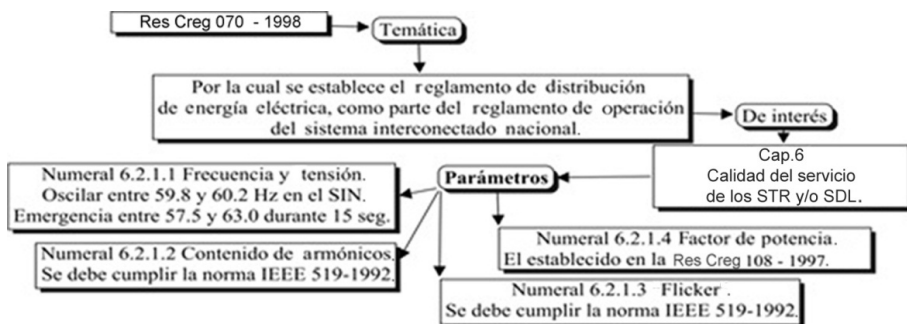 Res Creg 070 - 1998
Temática
Por la cual se establece el reglamento de distribución
de energía eléctrica, como parte del reglamento de operación
del sistema interconectado nacional.
De interés
Cap.6
Calidad del servicio
de los STR y/o SDL.
Parámetros
Numeral 6.2.1.1 Frecuencia y tensión.
Oscilar entre 59.8 y 60.2 Hz en el SIN.
Emergencia entre 57.5 y 63.0 durante 15 seg.
Numeral 6.2.1.2 Contenido de armónicos.
Se debe cumplir la norma IEEE 519-1992.
Numeral 6.2.1.4 Factor de potencia.
El establecido en la Res Creg 108 - 1997.
Numeral 6.2.1.3 Flicker .
Se debe cumplir la norma IEEE 519-1992.